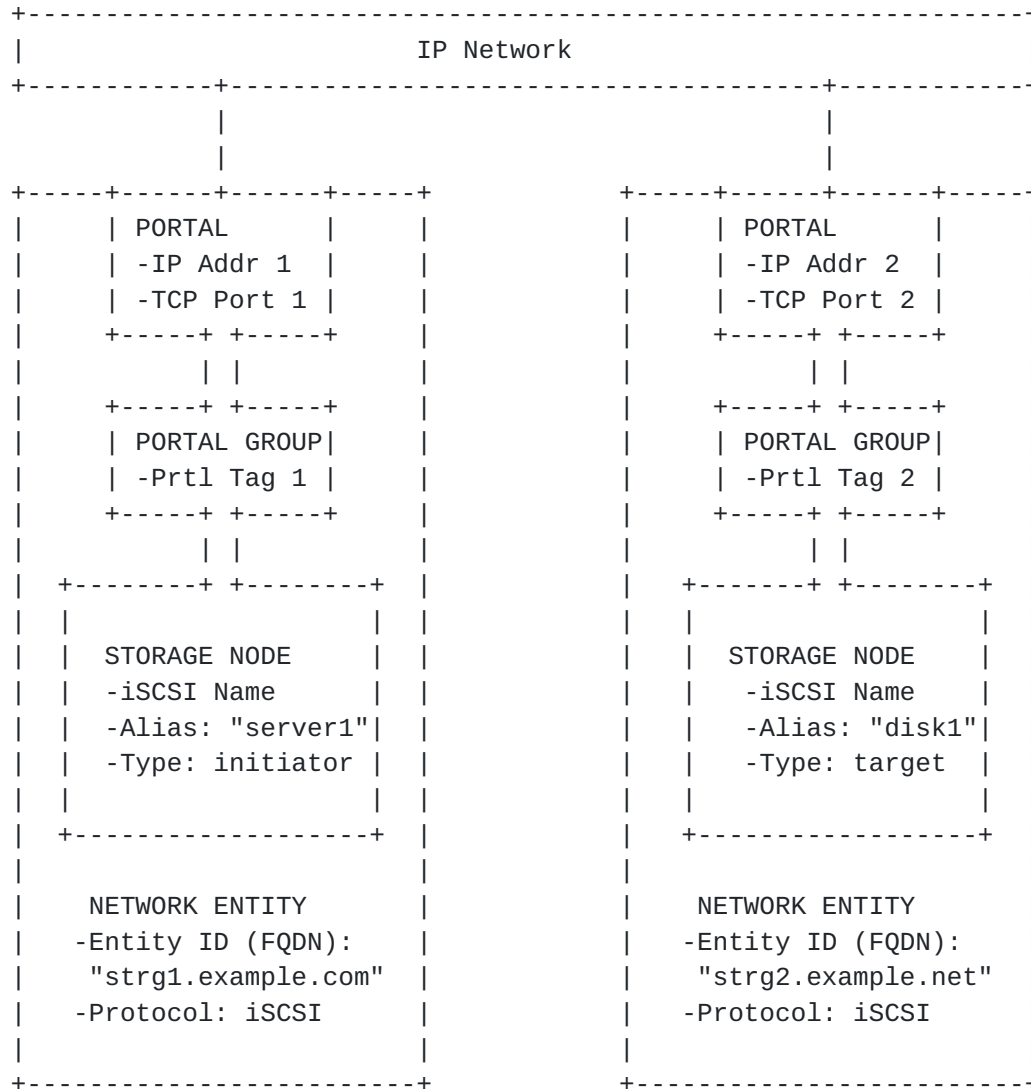 IP Network
PORTAL PORTAL
-IP Addr 1 -IP Addr 2
-TCP Port 1 -TCP Port 2
PORTAL GROUP PORTAL GROUP
-Prtl Tag 1 -Prtl Tag 2
STORAGE NODE STORAGE NODE
-iSCSI Name -iSCSI Name
-Alias: "server1" -Alias: "disk1"
-Type: initiator -Type: target
NETWORK ENTITY NETWORK ENTITY
-Entity ID (FQDN): -Entity ID (FQDN):
"strg1.example.com" "strg2.example.net"
-Protocol: iSCSI -Protocol: iSCSI